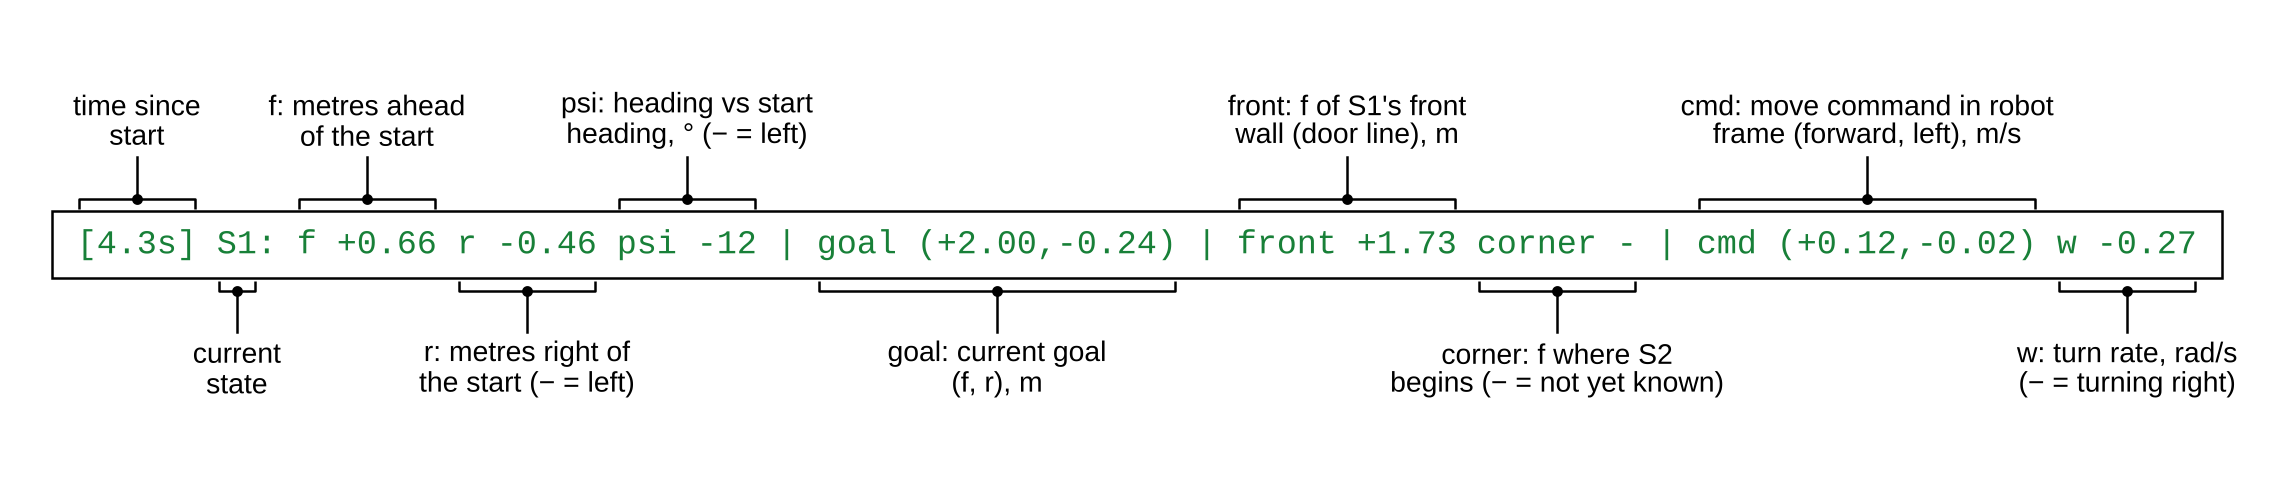 time since
start
f: metres ahead
of the start
psi: heading vs start
heading, ° (− = left)
front: f of S1's front
wall (door line), m
cmd: move command in robot
frame (forward, left), m/s
[4.3s] S1: f +0.66 r -0.46 psi -12 | goal (+2.00,-0.24) | front +1.73 corner - | cmd (+0.12,-0.02) w -0.27
current
state
r: metres right of
the start (− = left)
goal: current goal
(f, r), m
corner: f where S2
begins (− = not yet known)
w: turn rate, rad/s
(− = turning right)